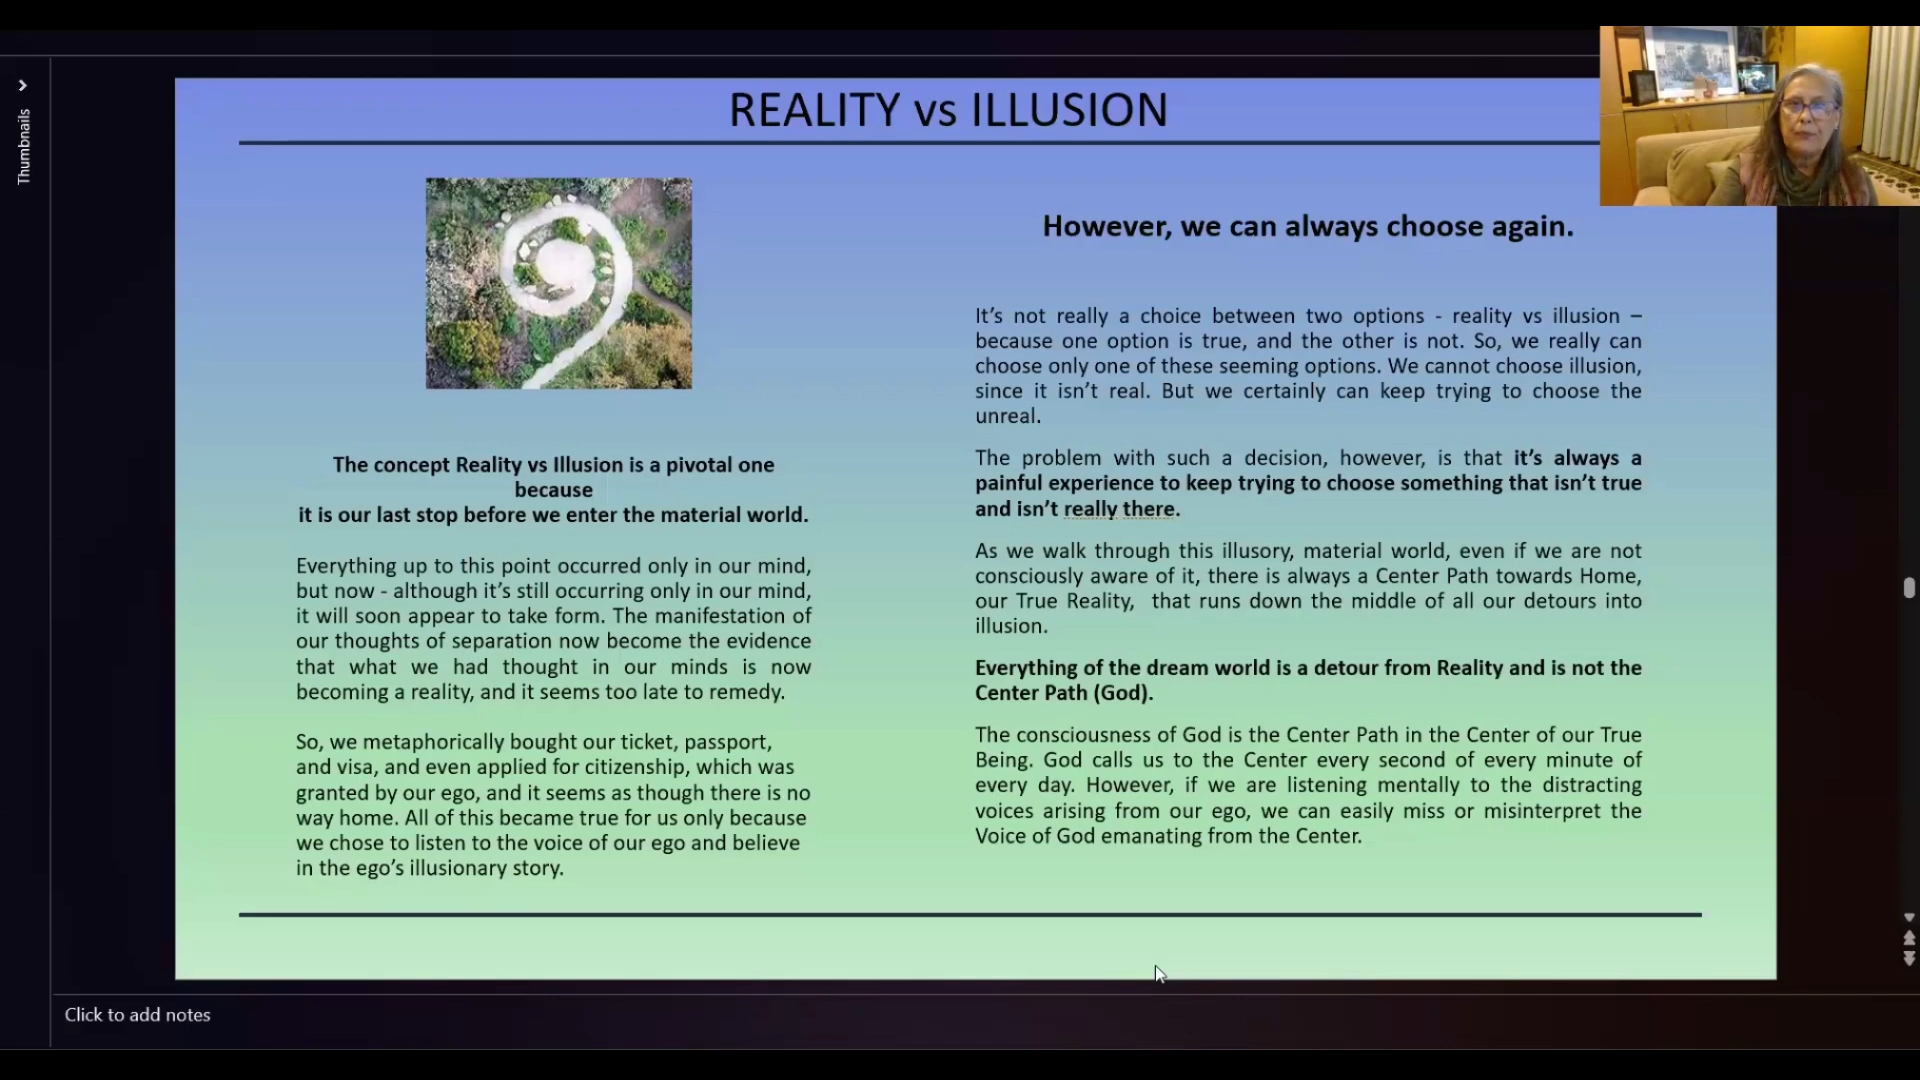 Thumbnails
REALITY vs ILLUSION
The concept Reality vs Illusion is a pivotal one
because
it is our last stop before we enter the material world.
Everything up to this point occurred only in our mind,
but now - although it’s still occurring only in our mind,
it will soon appear to take form. The manifestation of
our thoughts of separation now become the evidence
that what we had thought in our minds is now
becoming a reality, and it seems too late to remedy.
So, we metaphorically bought our ticket, passport,
and visa, and even applied for citizenship, which was
granted by our ego, and it seems as though there is no
way home. All of this became true for us only because
we chose to listen to the voice of our ego and believe
in the ego’s illusionary story.
However, we can always choose again.
It’s not really a choice between two options - reality vs illusion –
because one option is true, and the other is not. So, we really can
choose only one of these seeming options. We cannot choose illusion,
since it isn’t real. But we certainly can keep trying to choose the
unreal.
The problem with such a decision, however, is that it’s always a
painful experience to keep trying to choose something that isn’t true
and isn’t really there.
As we walk through this illusory, material world, even if we are not
consciously aware of it, there is always a Center Path towards Home,
our True Reality, that runs down the middle of all our detours into
illusion.
Everything of the dream world is a detour from Reality and is not the
Center Path (God).
The consciousness of God is the Center Path in the Center of our True
Being. God calls us to the Center every second of every minute of
every day. However, if we are listening mentally to the distracting
voices arising from our ego, we can easily miss or misinterpret the
Voice of God emanating from the Center.
Click to add notes